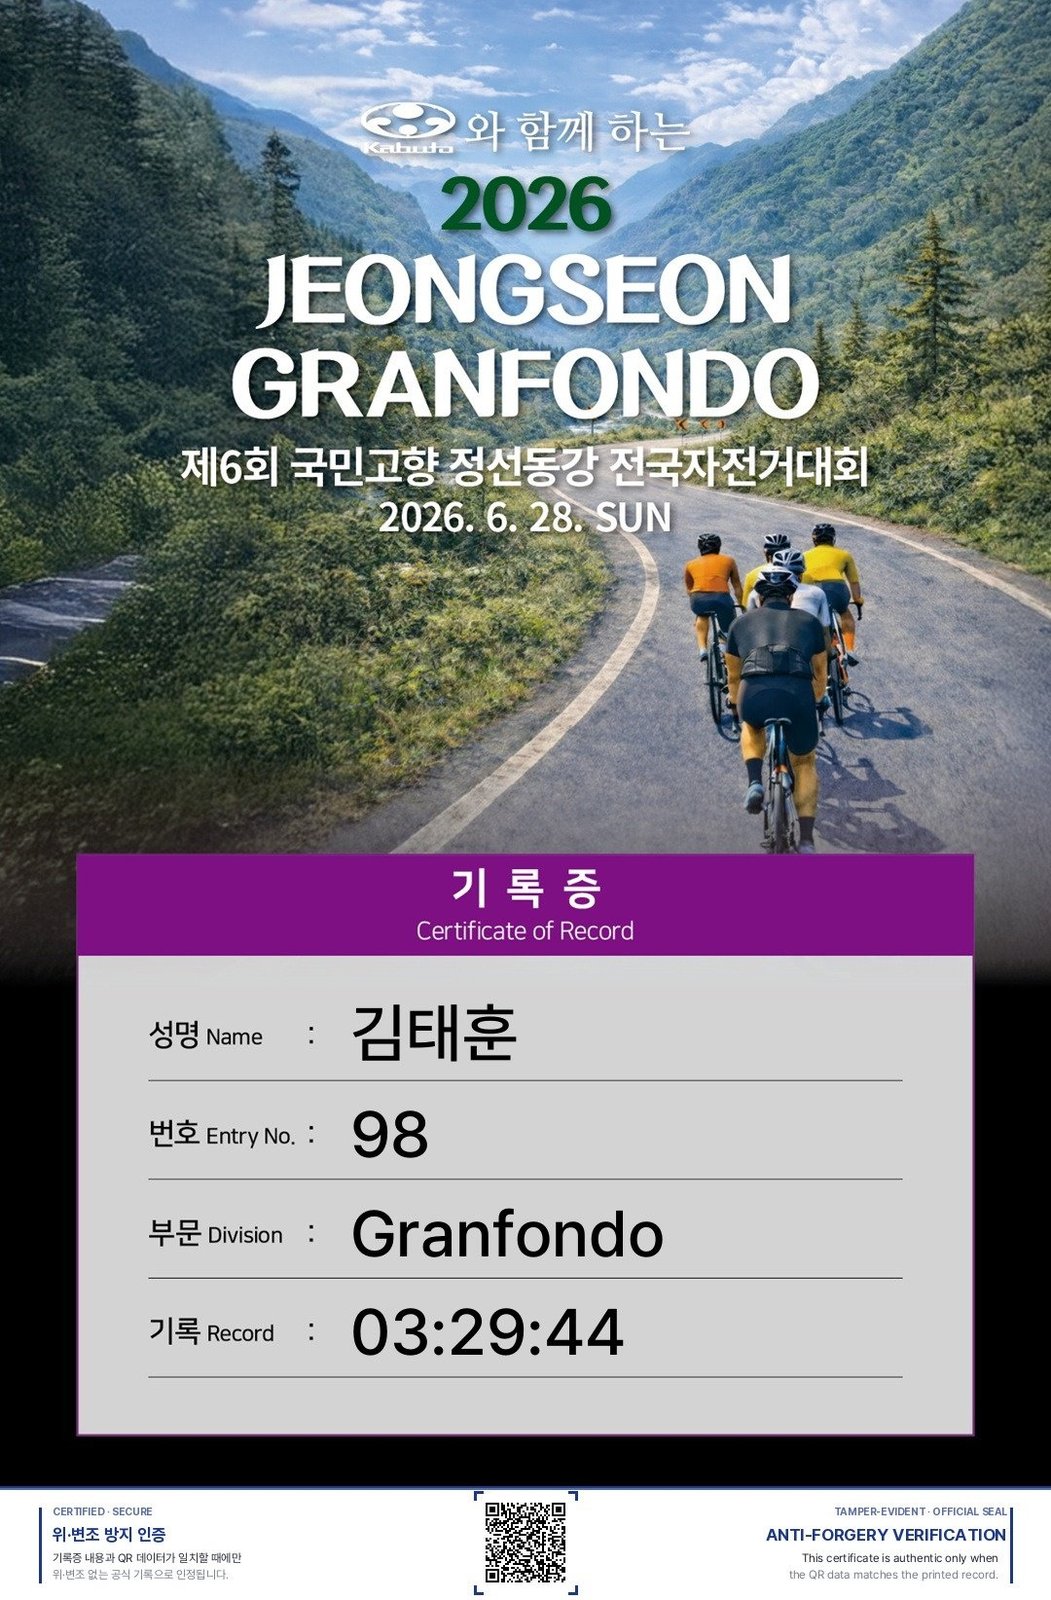 Kabuto 와 함께 하는
2026
JEONGSEON
GRANFONDO
제6회 국민고향 정선동강 전국자전거대회
2026. 6. 28. SUN
기 록 증
Certificate of Record
성명 Name : 김태훈
번호 Entry No. : 98
부문 Division : Granfondo
기록 Record : 03:29:44
CERTIFIED · SECURE
위·변조 방지 인증
기록증 내용과 QR 데이터가 일치할 때에만
위·변조 없는 공식 기록으로 인정됩니다.
TAMPER-EVIDENT · OFFICIAL SEAL
ANTI-FORGERY VERIFICATION
This certificate is authentic only when
the QR data matches the printed record.